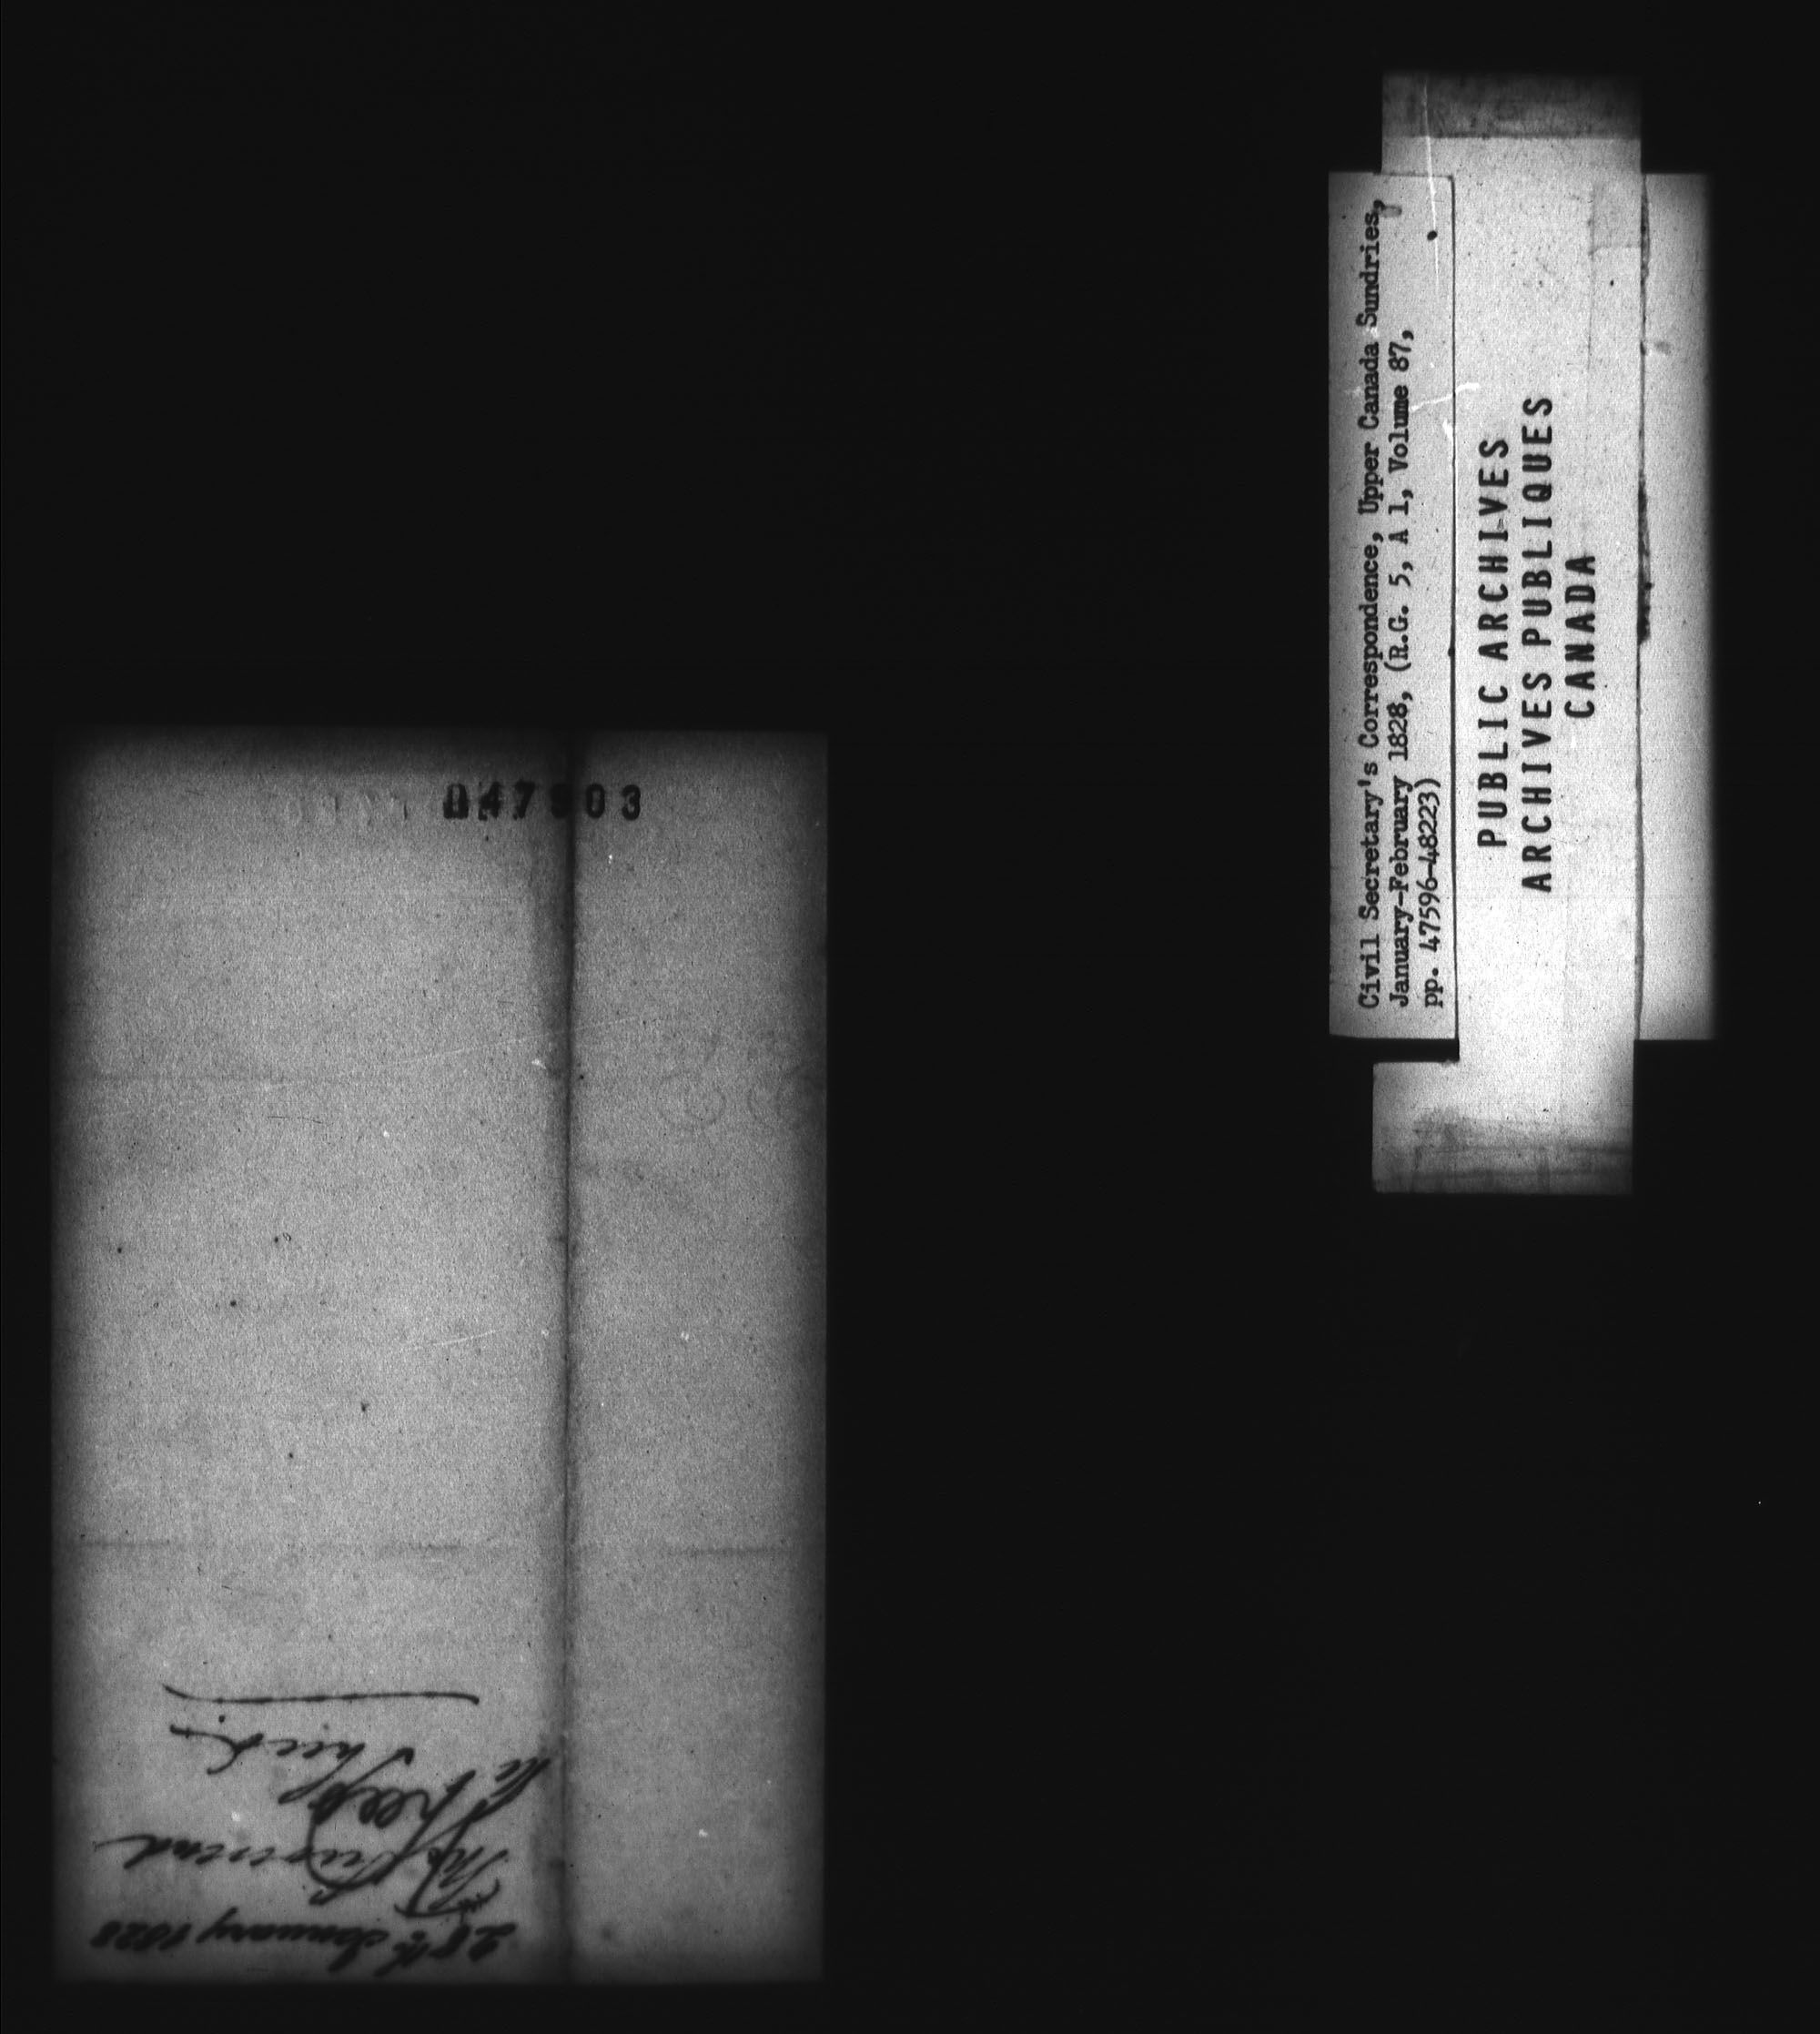 047903
28th January 1828
Civil Secretary's Correspondence, Upper Canada Sundries,
January-February 1828, (R.G. 5, A 1, Volume 87,
pp. 47596-48223)
PUBLIC ARCHIVES
ARCHIVES PUBLIQUES
CANADA